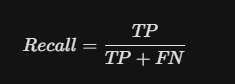 Recall = TP / (TP + FN)